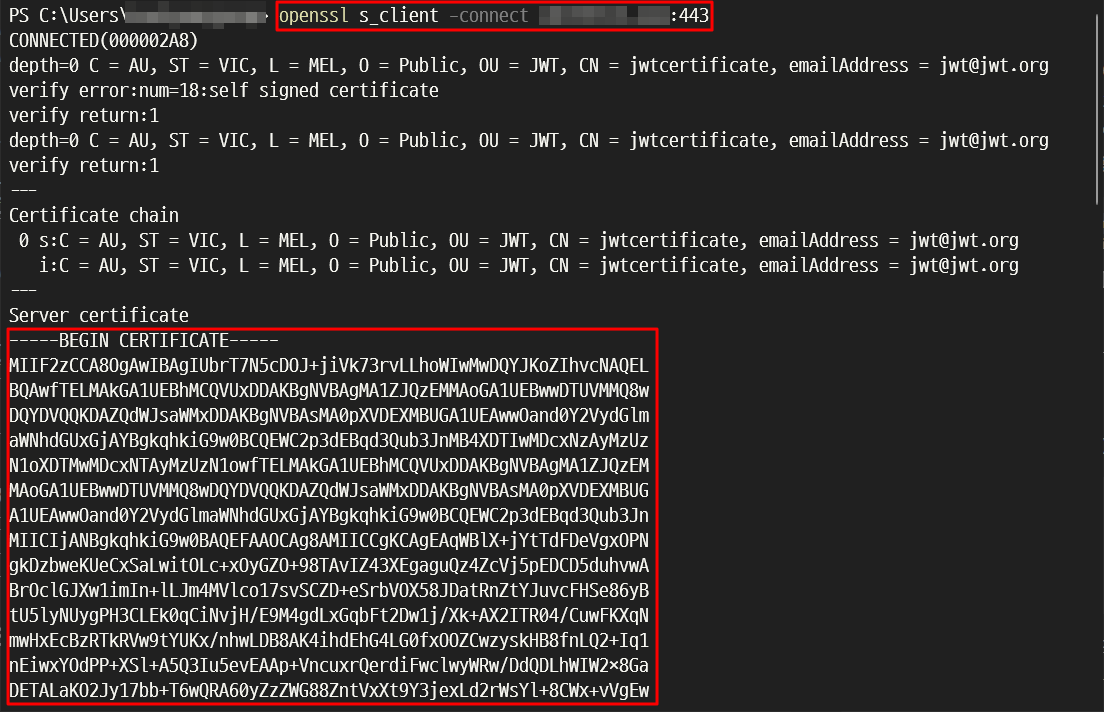 PS C:\Users\ > openssl s_client -connect :443
CONNECTED(000002A8)
depth=0 C = AU, ST = VIC, L = MEL, O = Public, OU = JWT, CN = jwtcertificate, emailAddress = jwt@jwt.org
verify error:num=18:self signed certificate
verify return:1
depth=0 C = AU, ST = VIC, L = MEL, O = Public, OU = JWT, CN = jwtcertificate, emailAddress = jwt@jwt.org
verify return:1
---
Certificate chain
 0 s:C = AU, ST = VIC, L = MEL, O = Public, OU = JWT, CN = jwtcertificate, emailAddress = jwt@jwt.org
   i:C = AU, ST = VIC, L = MEL, O = Public, OU = JWT, CN = jwtcertificate, emailAddress = jwt@jwt.org
---
Server certificate
-----BEGIN CERTIFICATE-----
MIIF2zCCA8OgAwIBAgIUbrT7N5cDOJ+jiVk73rvLLhoWIwMwDQYJKoZIhvcNAQEL
BQAwfTELMAkGA1UEBhMCQVUxDDAKBgNVBAgMA1ZJQzEMMAoGA1UEBwwDTUVMMQ8w
DQYDVQQKDAZQdWJsaWMxDDAKBgNVBAsMA0pXVDEXMBUGA1UEAwwOand0Y2VydGlm
aWNhdGUxGjAYBgkqhkiG9w0BCQEWC2p3dEBqd3Qub3JnMB4XDTIwMDcxNzAyMzUz
N1oXDTMwMDcxNTAyMzUzN1owfTELMAkGA1UEBhMCQVUxDDAKBgNVBAgMA1ZJQzEM
MAoGA1UEBwwDTUVMMQ8wDQYDVQQKDAZQdWJsaWMxDDAKBgNVBAsMA0pXVDEXMBUG
A1UEAwwOand0Y2VydGlmaWNhdGUxGjAYBgkqhkiG9w0BCQEWC2p3dEBqd3Qub3Jn
MIICIjANBgkqhkiG9w0BAQEFAAOCAg8AMIICCgKCAgEAqWBlX+jYtTdFDeVgxOPN
gkDzbweKUeCxSaLwitOLc+xOyGZO+98TAvIZ43XEgaguQz4ZcVj5pEDCD5duhvwA
BrOclGJXw1imIn+lLJm4MVlco17svSCZD+eSrbVOX58JDatRnZtYJuvcFHSe86yB
tU5lyNUygPH3CLEk0qCiNvjH/E9M4gdLxGqbFt2Dw1j/Xk+AX2ITR04/CuwFKXqN
mwHxEcBzRTkRVw9tYUKx/nhwLDB8AK4ihdEhG4LG0fxOOZCwzyskHB8fnLQ2+Iq1
nEiwxYOdPP+XSl+A5Q3Iu5evEAAp+VncuxrQerdiFwclwyWRw/DdQDLhWIW2x8Ga
DETALaKO2Jy17bb+T6wQRA60yZzZWG88ZntVxXt9Y3jexLd2rWsYl+8CWx+vVgEw